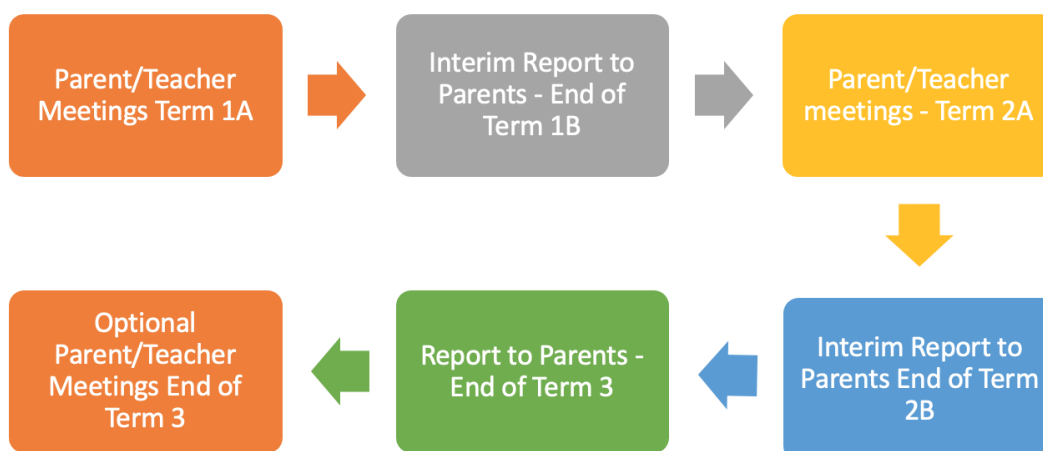 Parent/Teacher
Meetings Term 1A
Interim Report to
Parents - End of
Term 1B
Parent/Teacher
meetings - Term 2A
Interim Report to
Parents End of Term
2B
Report to Parents -
End of Term 3
Optional
Parent/Teacher
Meetings End of
Term 3